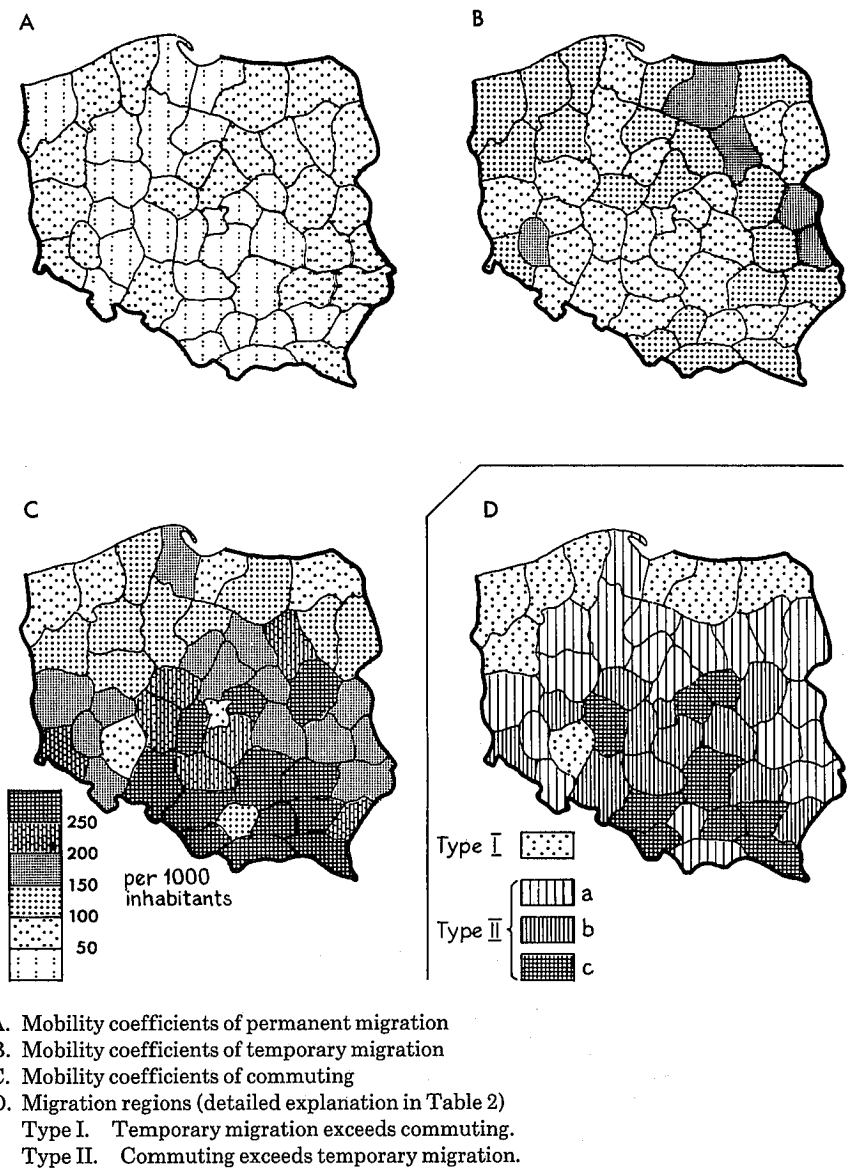 A
B
C
D
250
200
150
100
50
per 1000
inhabitants
Type I
Type II
a
b
c
. Mobility coefficients of permanent migration
. Mobility coefficients of temporary migration
. Mobility coefficients of commuting
. Migration regions (detailed explanation in Table 2)
Type I. Temporary migration exceeds commuting.
Type II. Commuting exceeds temporary migration.